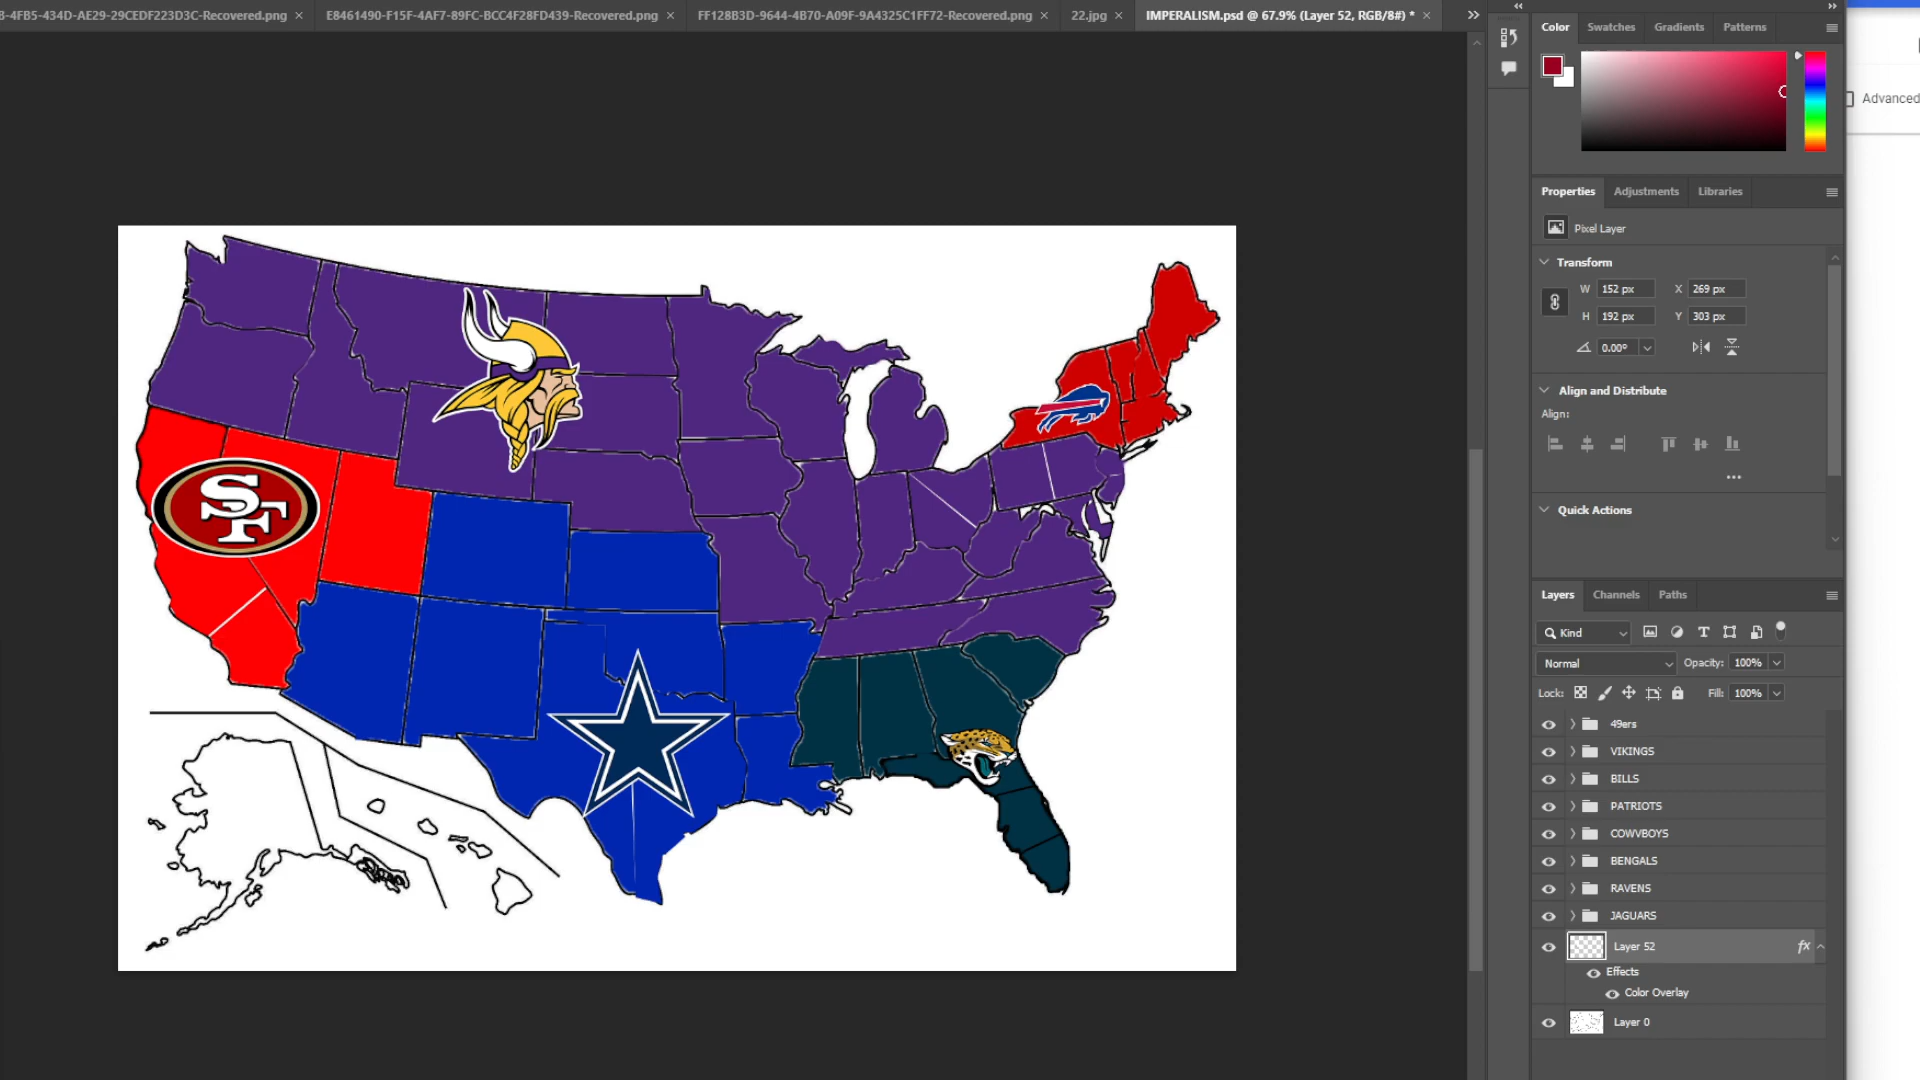 8-4FB5-434D-AE29-29CEDF223D3C-Recovered.png × E8461490-F15F-4AF7-89FC-BCC4F28FD439-Recovered.png × FF128B3D-9644-4B70-A09F-9A4325C1FF72-Recovered.png × 22.jpg × IMPERALISM.psd @ 67.9% (Layer 52, RGB/8#) * ×
Color Swatches Gradients Patterns
Advanced
Properties Adjustments Libraries
Pixel Layer
Transform
W 152 px X 269 px
H 192 px Y 303 px
0.00°
Align and Distribute
Align:
Quick Actions
SF
Layers Channels Paths
Kind
Normal Opacity: 100%
Lock: Fill: 100%
49ers
VIKINGS
BILLS
PATRIOTS
COWVBOYS
BENGALS
RAVENS
JAGUARS
Layer 52 fx
Effects
Color Overlay
Layer 0